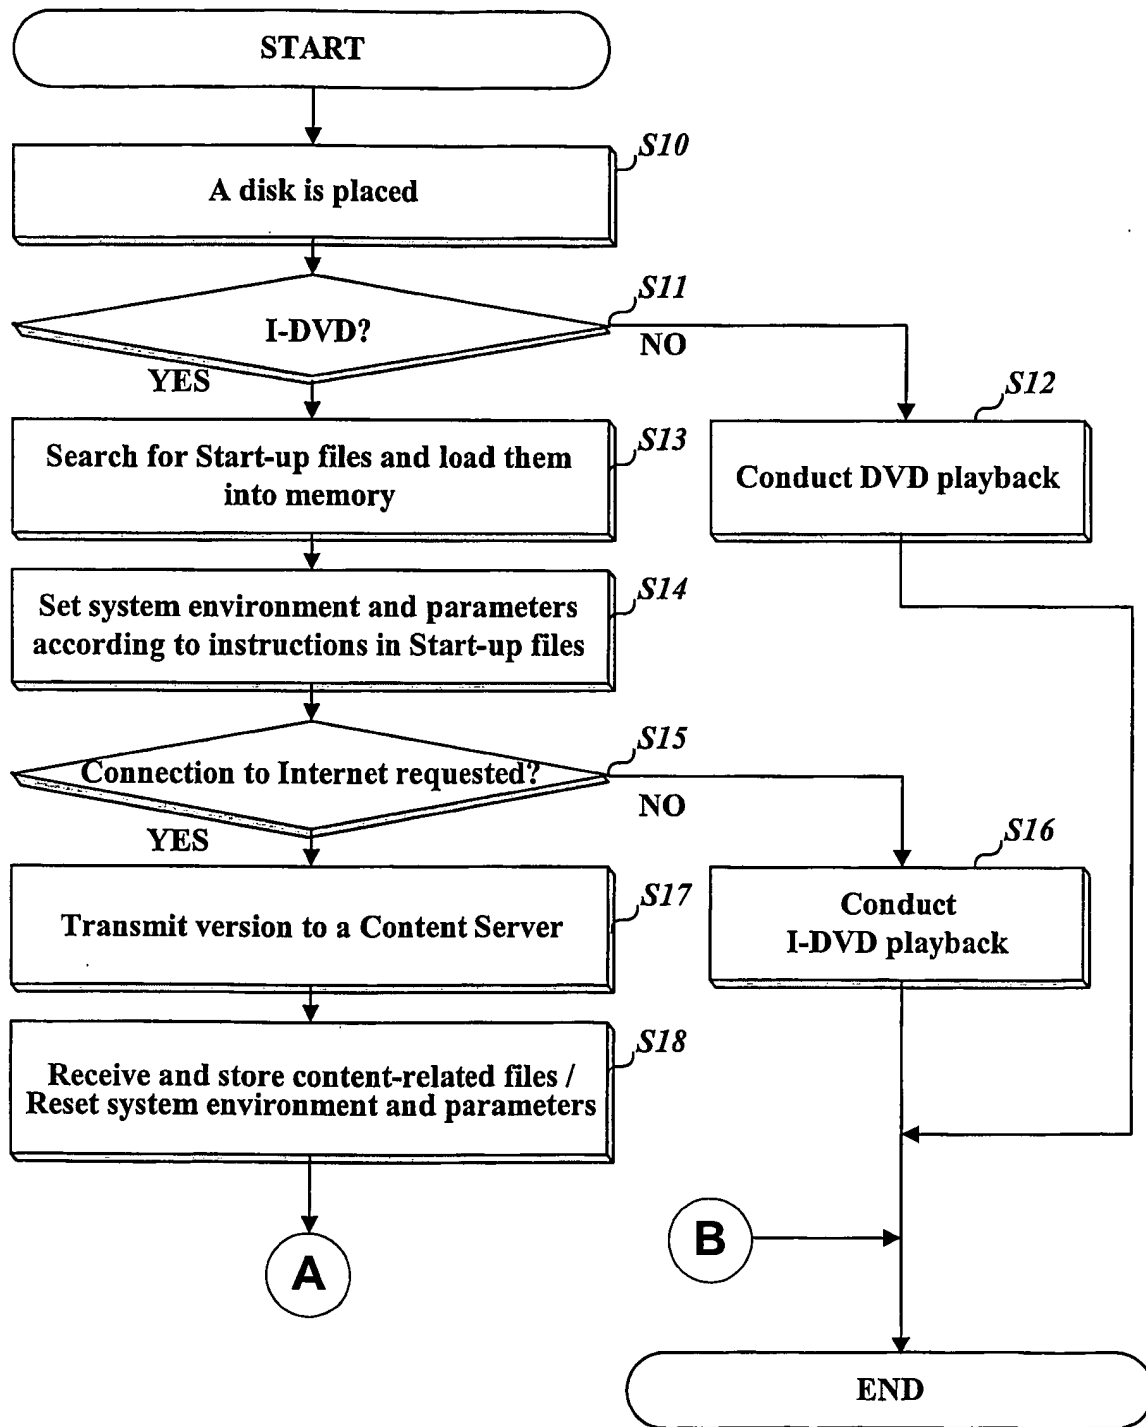 START
S10
A disk is placed
S11
I-DVD?
NO
YES
S12
S13
Search for Start-up files and load them
into memory
Conduct DVD playback
S14
Set system environment and parameters
according to instructions in Start-up files
S15
Connection to Internet requested?
NO
YES
S16
S17
Transmit version to a Content Server
Conduct
I-DVD playback
S18
Receive and store content-related files /
Reset system environment and parameters
B
A
END